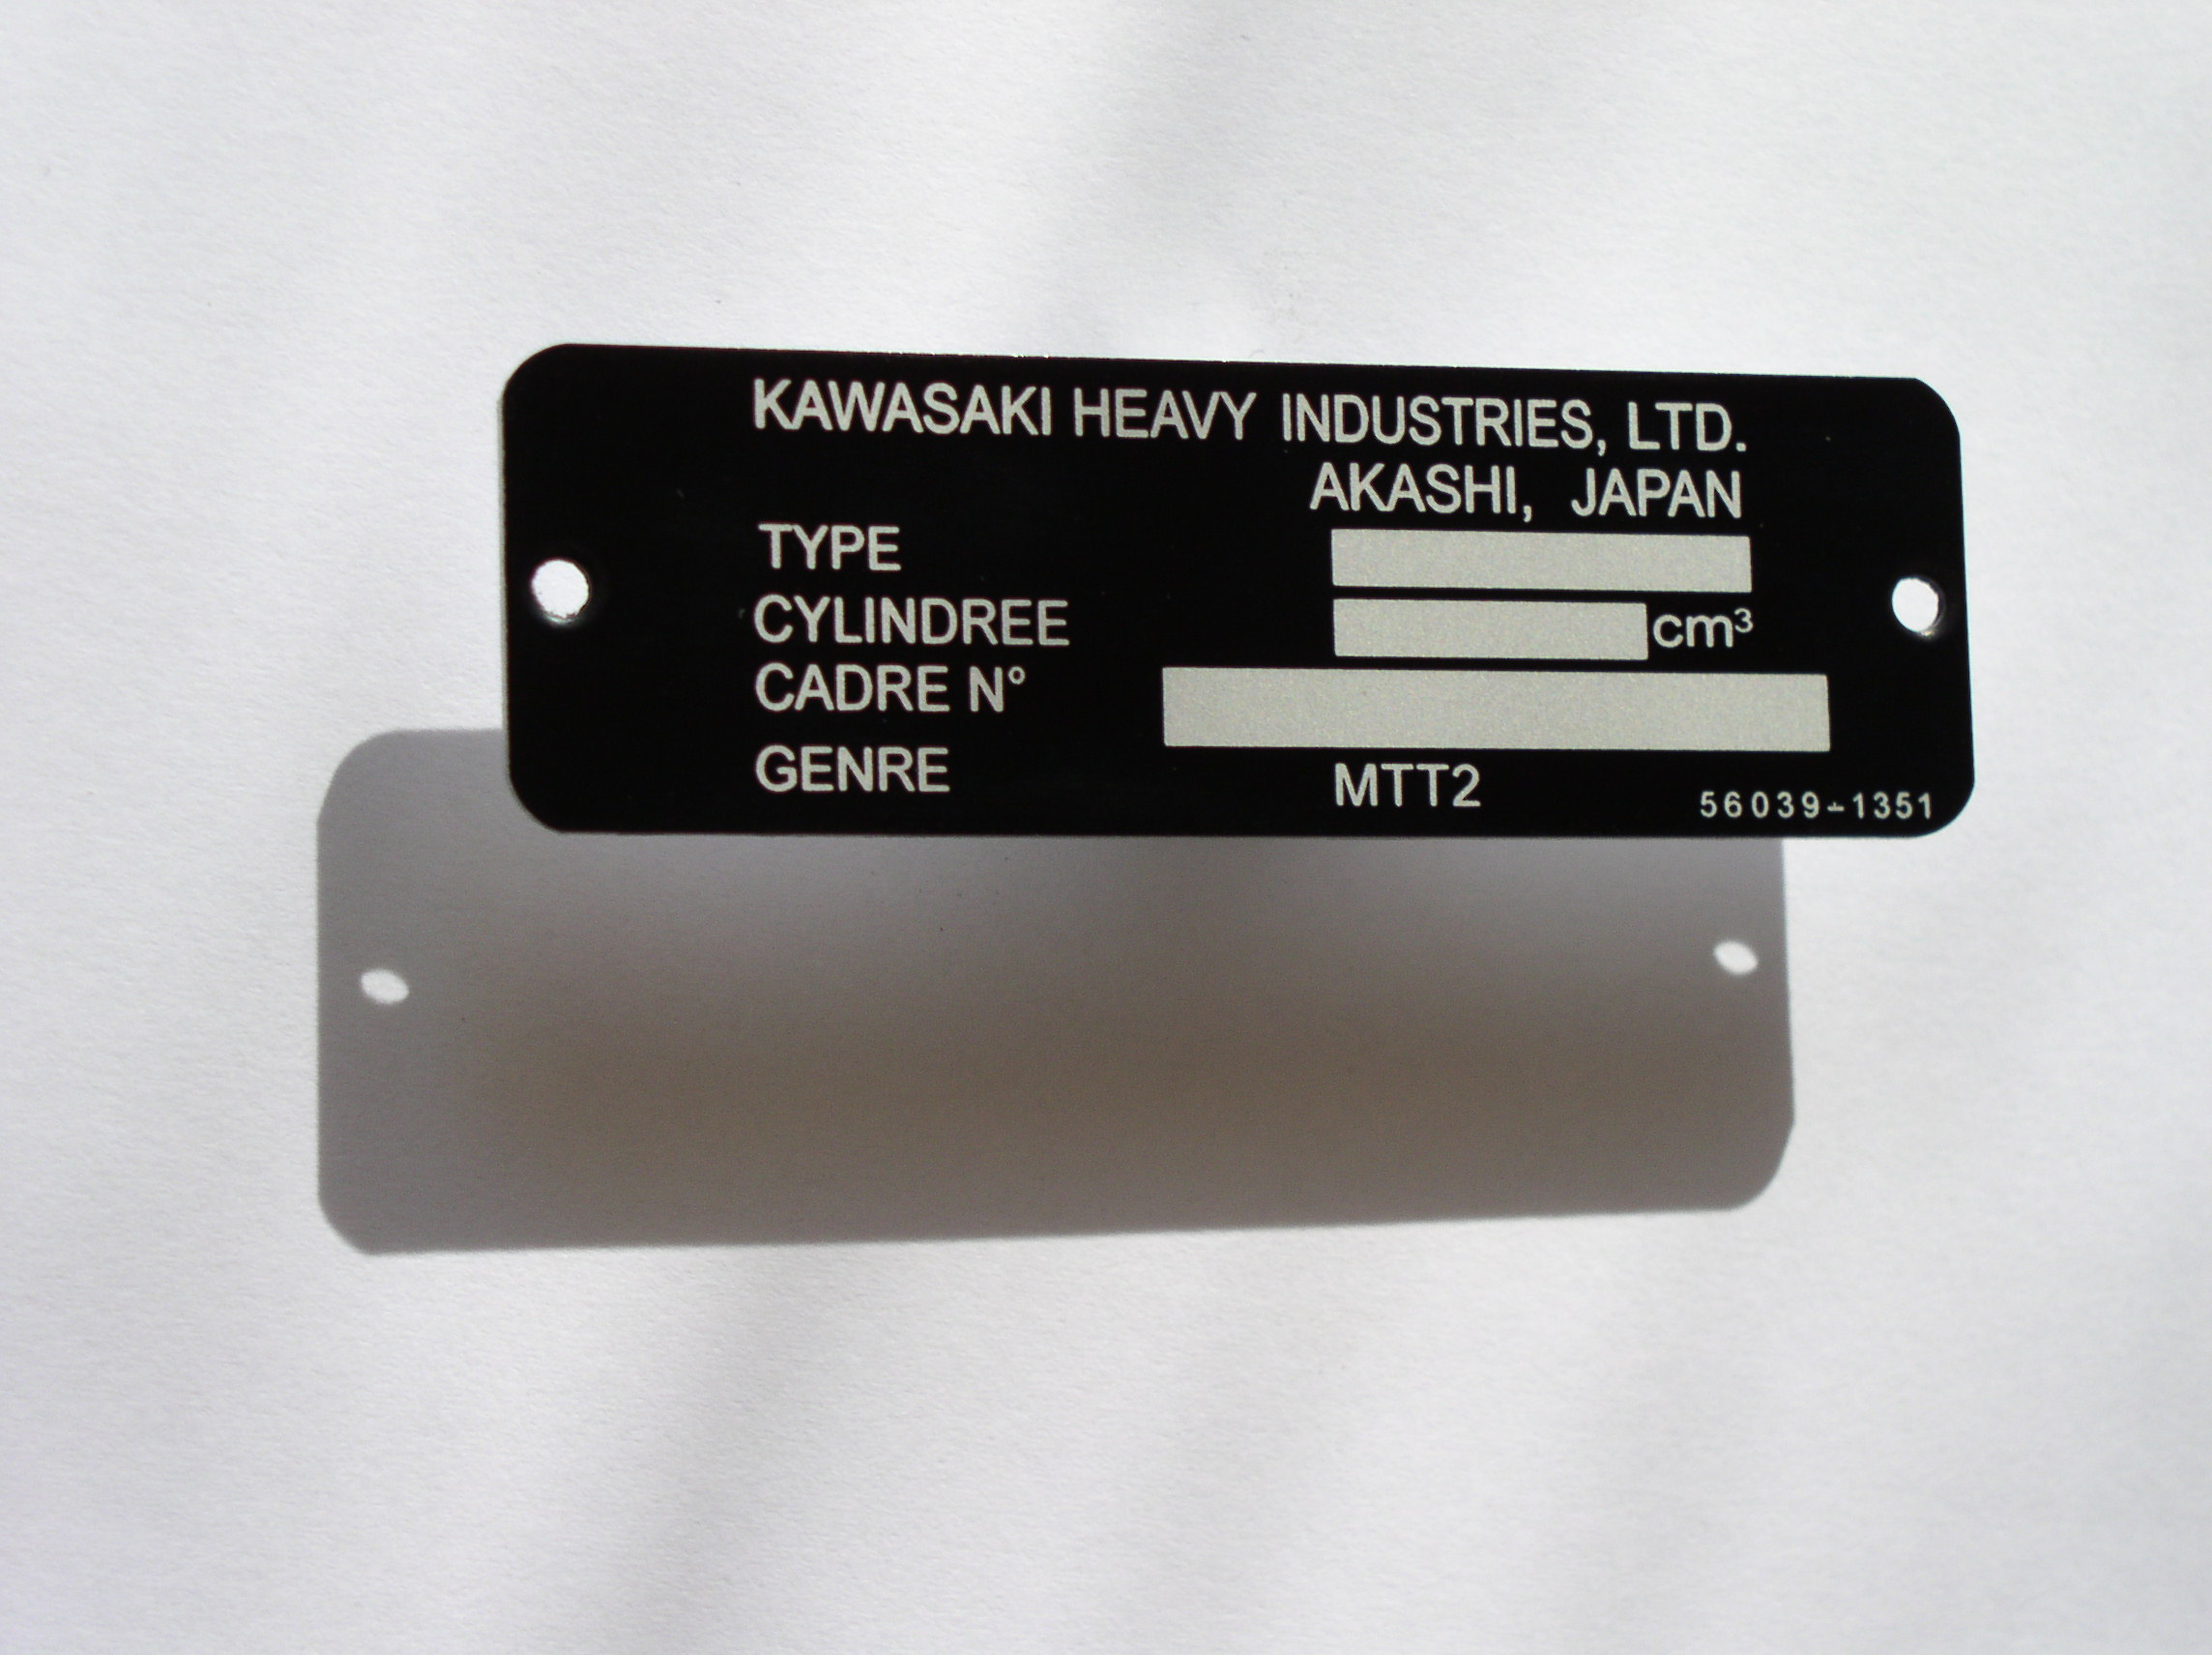 KAWASAKI HEAVY INDUSTRIES, LTD.
AKASHI, JAPAN
TYPE
CYLINDREE cm³
CADRE N°
GENRE MTT2
56039-1351